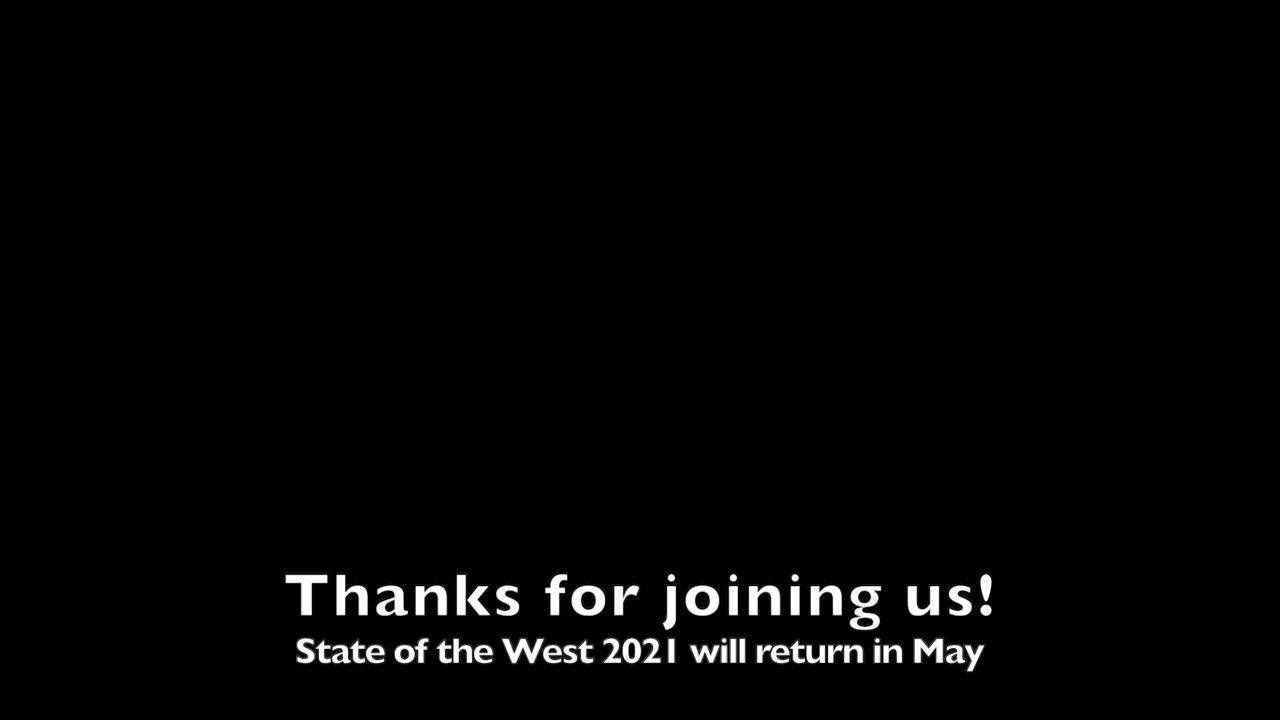 Thanks for joining us!
State of the West 2021 will return in May